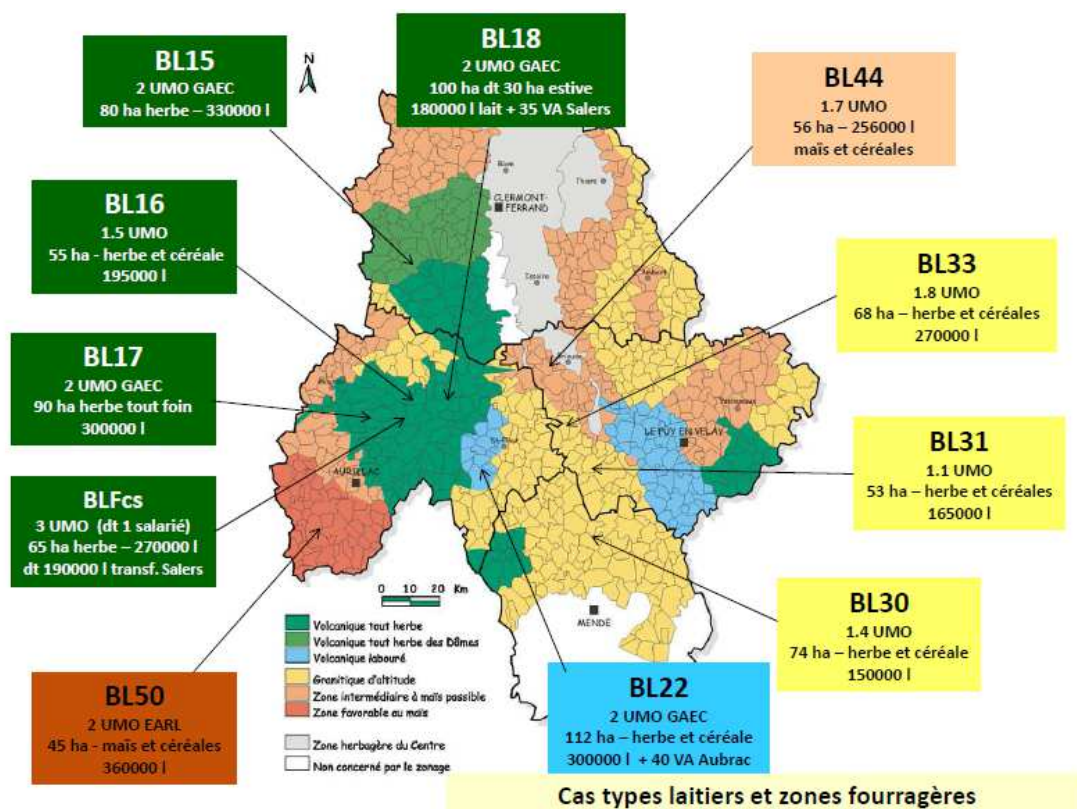 BL15
2 UMO GAEC
80 ha herbe – 330000 l
BL18
2 UMO GAEC
100 ha dt 30 ha estive
180000 l lait + 35 VA Salers
BL44
1.7 UMO
56 ha – 256000 l
maïs et céréales
BL16
1.5 UMO
55 ha - herbe et céréale
195000 l
BL33
1.8 UMO
68 ha – herbe et céréales
270000 l
BL17
2 UMO GAEC
90 ha herbe tout foin
300000 l
BL31
1.1 UMO
53 ha – herbe et céréales
165000 l
BLFcs
3 UMO (dt 1 salarié)
65 ha herbe – 270000 l
dt 190000 l transf. Salers
BL30
1.4 UMO
74 ha – herbe et céréale
150000 l
BL50
2 UMO EARL
45 ha - maïs et céréales
360000 l
BL22
2 UMO GAEC
112 ha – herbe et céréale
300000 l + 40 VA Aubrac
N
Riom
Thiers
CLERMONT-
FERRAND
Issoire
Ambert
Brioude
Yssingeaux
LE PUY EN VELAY
St-Flour
AURILLAC
MENDE
0 10 20 Km
Volcanique tout herbe
Volcanique tout herbe des Dômes
Volcanique labouré
Granitique d'altitude
Zone intermédiaire à maïs possible
Zone favorable au maïs
Zone herbagère du Centre
Non concerné par le zonage
Cas types laitiers et zones fourragères